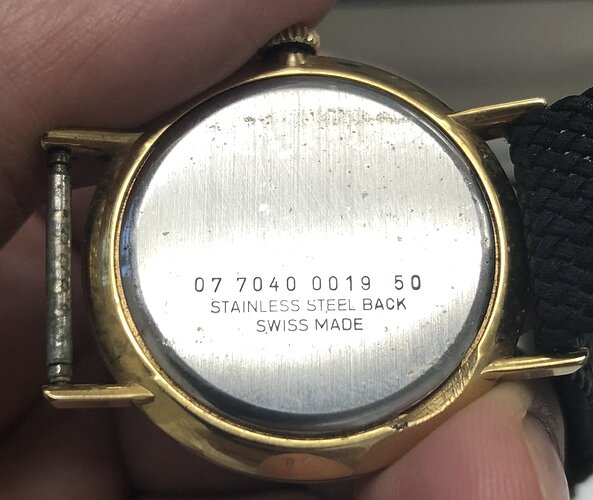 07 7040 0019 50
STAINLESS STEEL BACK
SWISS MADE